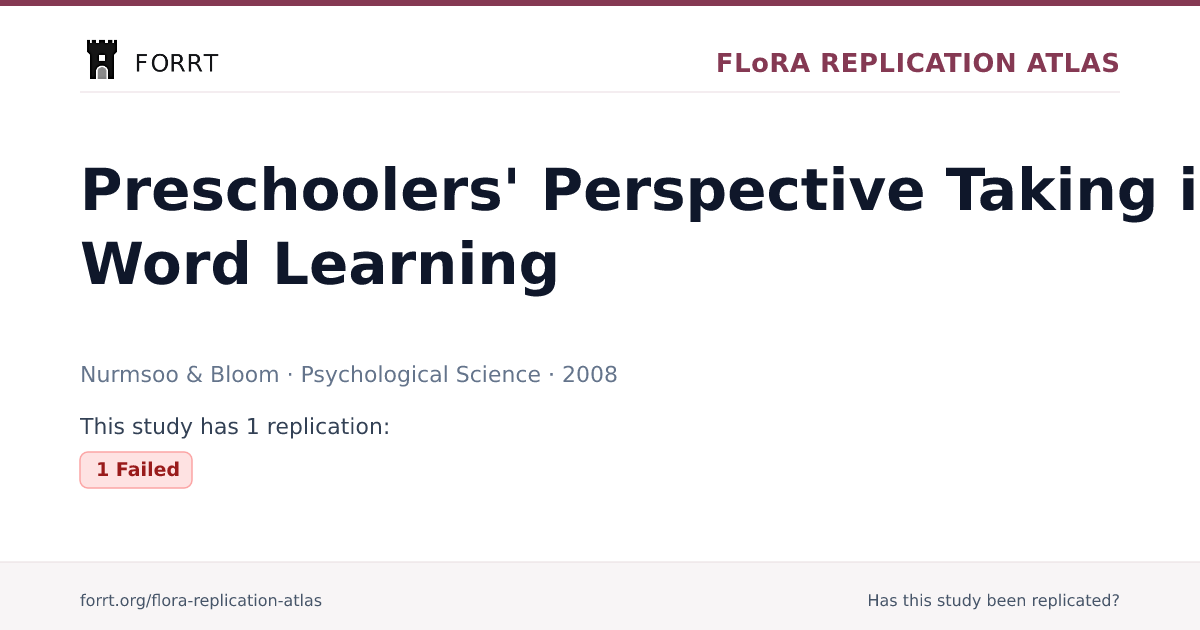 FORRT
FLoRA REPLICATION ATLAS
Preschoolers' Perspective Taking i
Word Learning
Nurmsoo & Bloom · Psychological Science · 2008
This study has 1 replication:
1 Failed
forrt.org/flora-replication-atlas
Has this study been replicated?